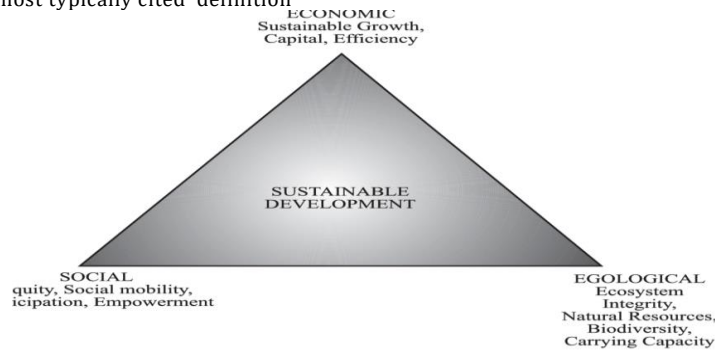 most typically cited definition
ECONOMIC
Sustainable Growth,
Capital, Efficiency
SUSTAINABLE
DEVELOPMENT
SOCIAL
quity, Social mobility,
icipation, Empowerment
EGOLOGICAL
Ecosystem
Integrity,
Natural Resources,
Biodiversity,
Carrying Capacity